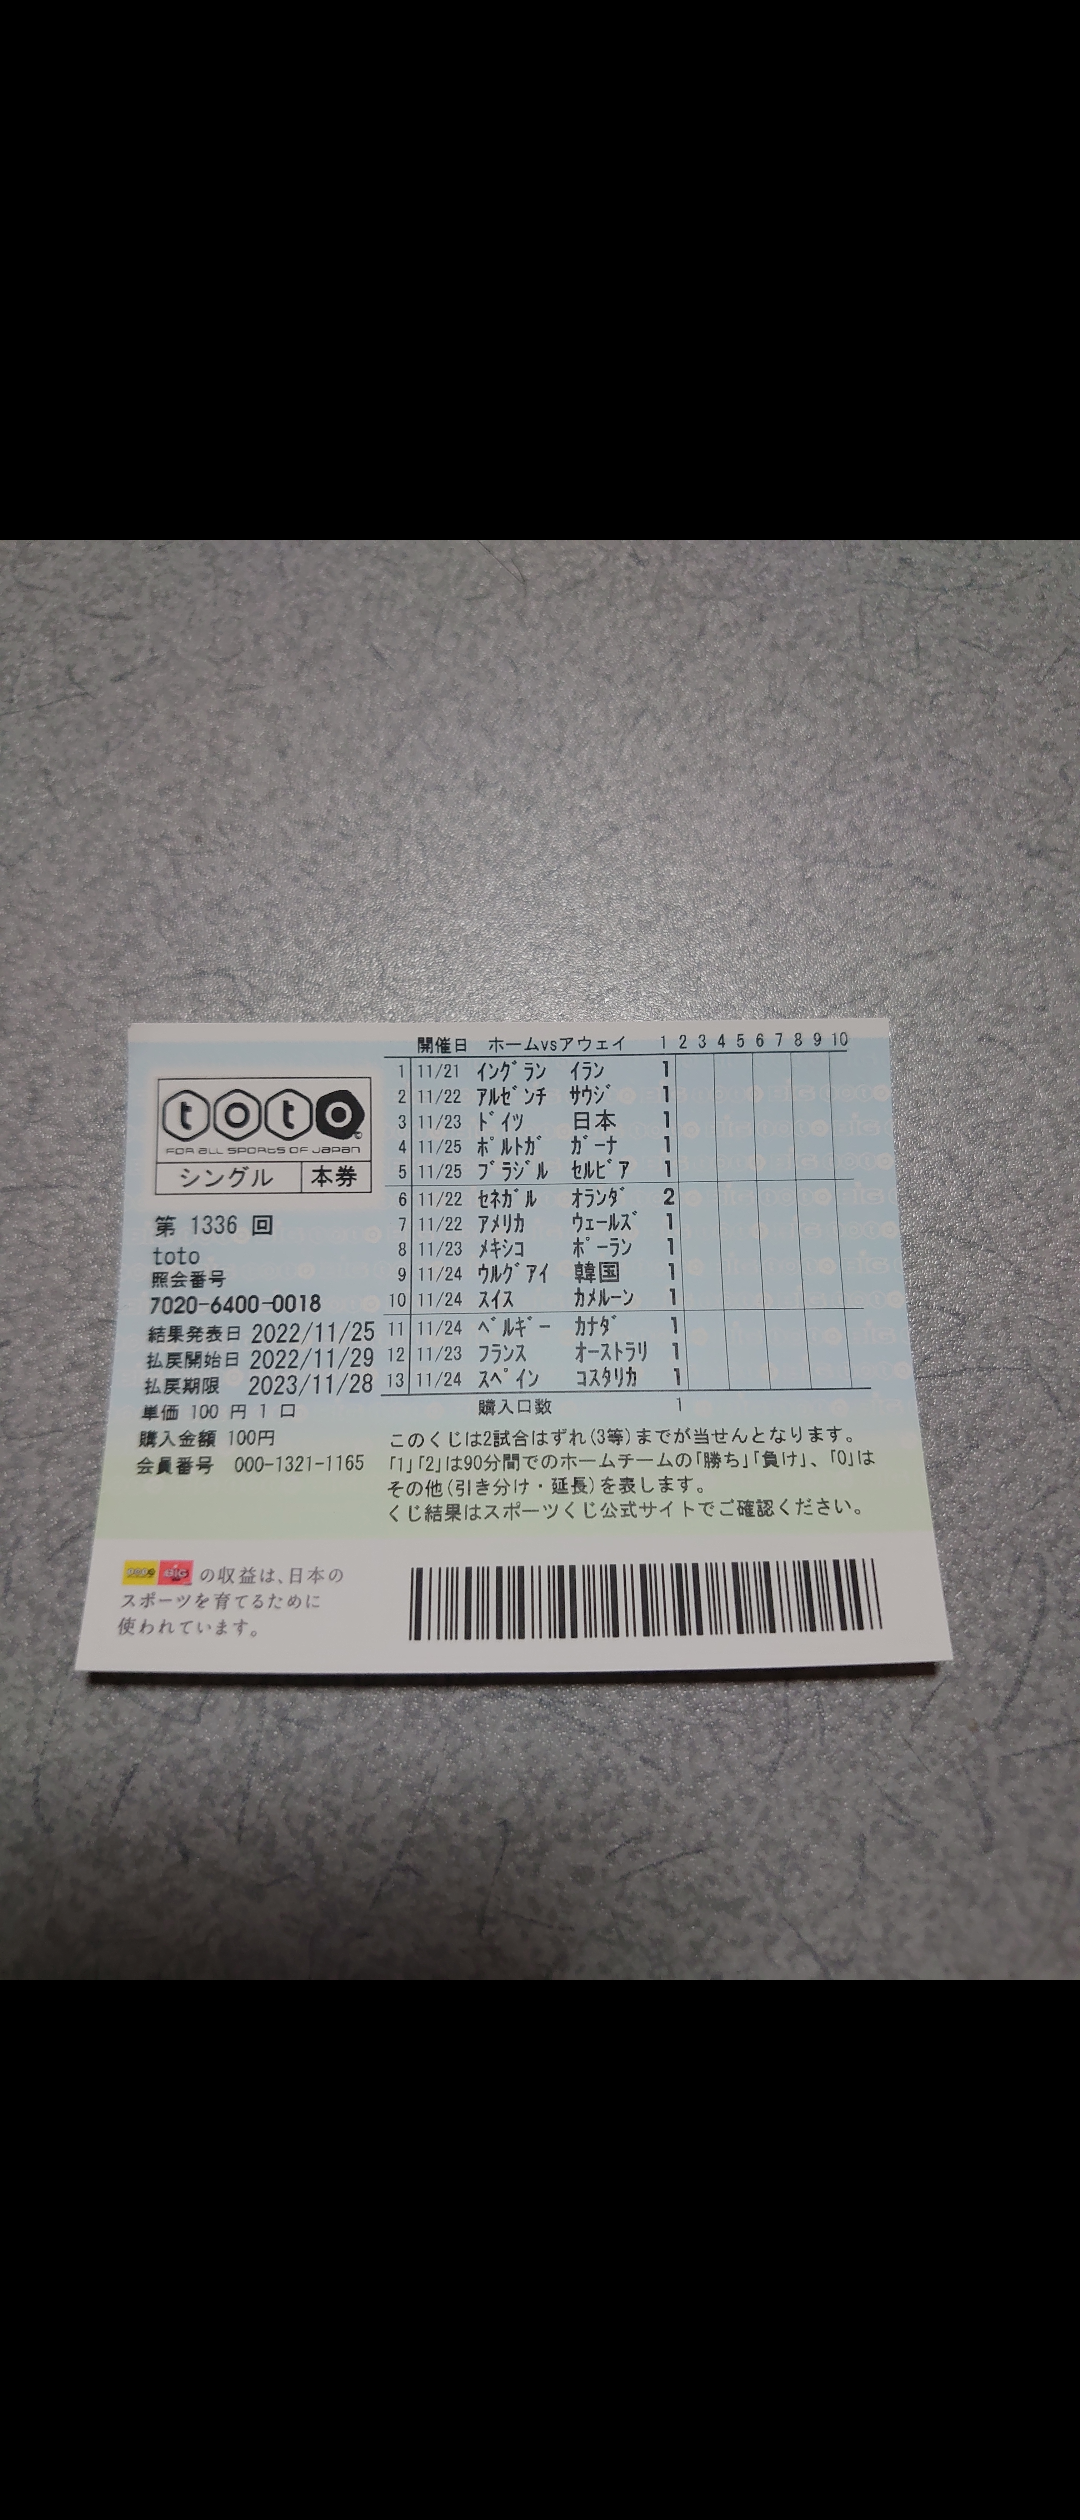 toto
FOR ALL SPORTS OF JAPAN
シングル 本券
第 1336 回
toto
照会番号
7020-6400-0018
結果発表日 2022/11/25
払戻開始日 2022/11/29
払戻期限 2023/11/28
単価 100 円 1 口
購入金額 100円
会員番号 000-1321-1165
開催日 ホームvsアウェイ 1 2 3 4 5 6 7 8 9 10
1 11/21 イングラン イラン 1
2 11/22 アルゼンチ サウジ 1
3 11/23 ドイツ 日本 1
4 11/25 ポルトガ ガーナ 1
5 11/25 ブラジル セルビア 1
6 11/22 セネガル オランダ 2
7 11/22 アメリカ ウェールズ 1
8 11/23 メキシコ ポーラン 1
9 11/24 ウルグアイ 韓国 1
10 11/24 スイス カメルーン 1
11 11/24 ベルギー カナダ 1
12 11/23 フランス オーストラリ 1
13 11/24 スペイン コスタリカ 1
購入口数 1
このくじは2試合はずれ(3等)までが当せんとなります。
「1」「2」は90分間でのホームチームの「勝ち」「負け」、「0」は
その他(引き分け・延長)を表します。
くじ結果はスポーツくじ公式サイトでご確認ください。
toto BIG の収益は、日本の
スポーツを育てるために
使われています。